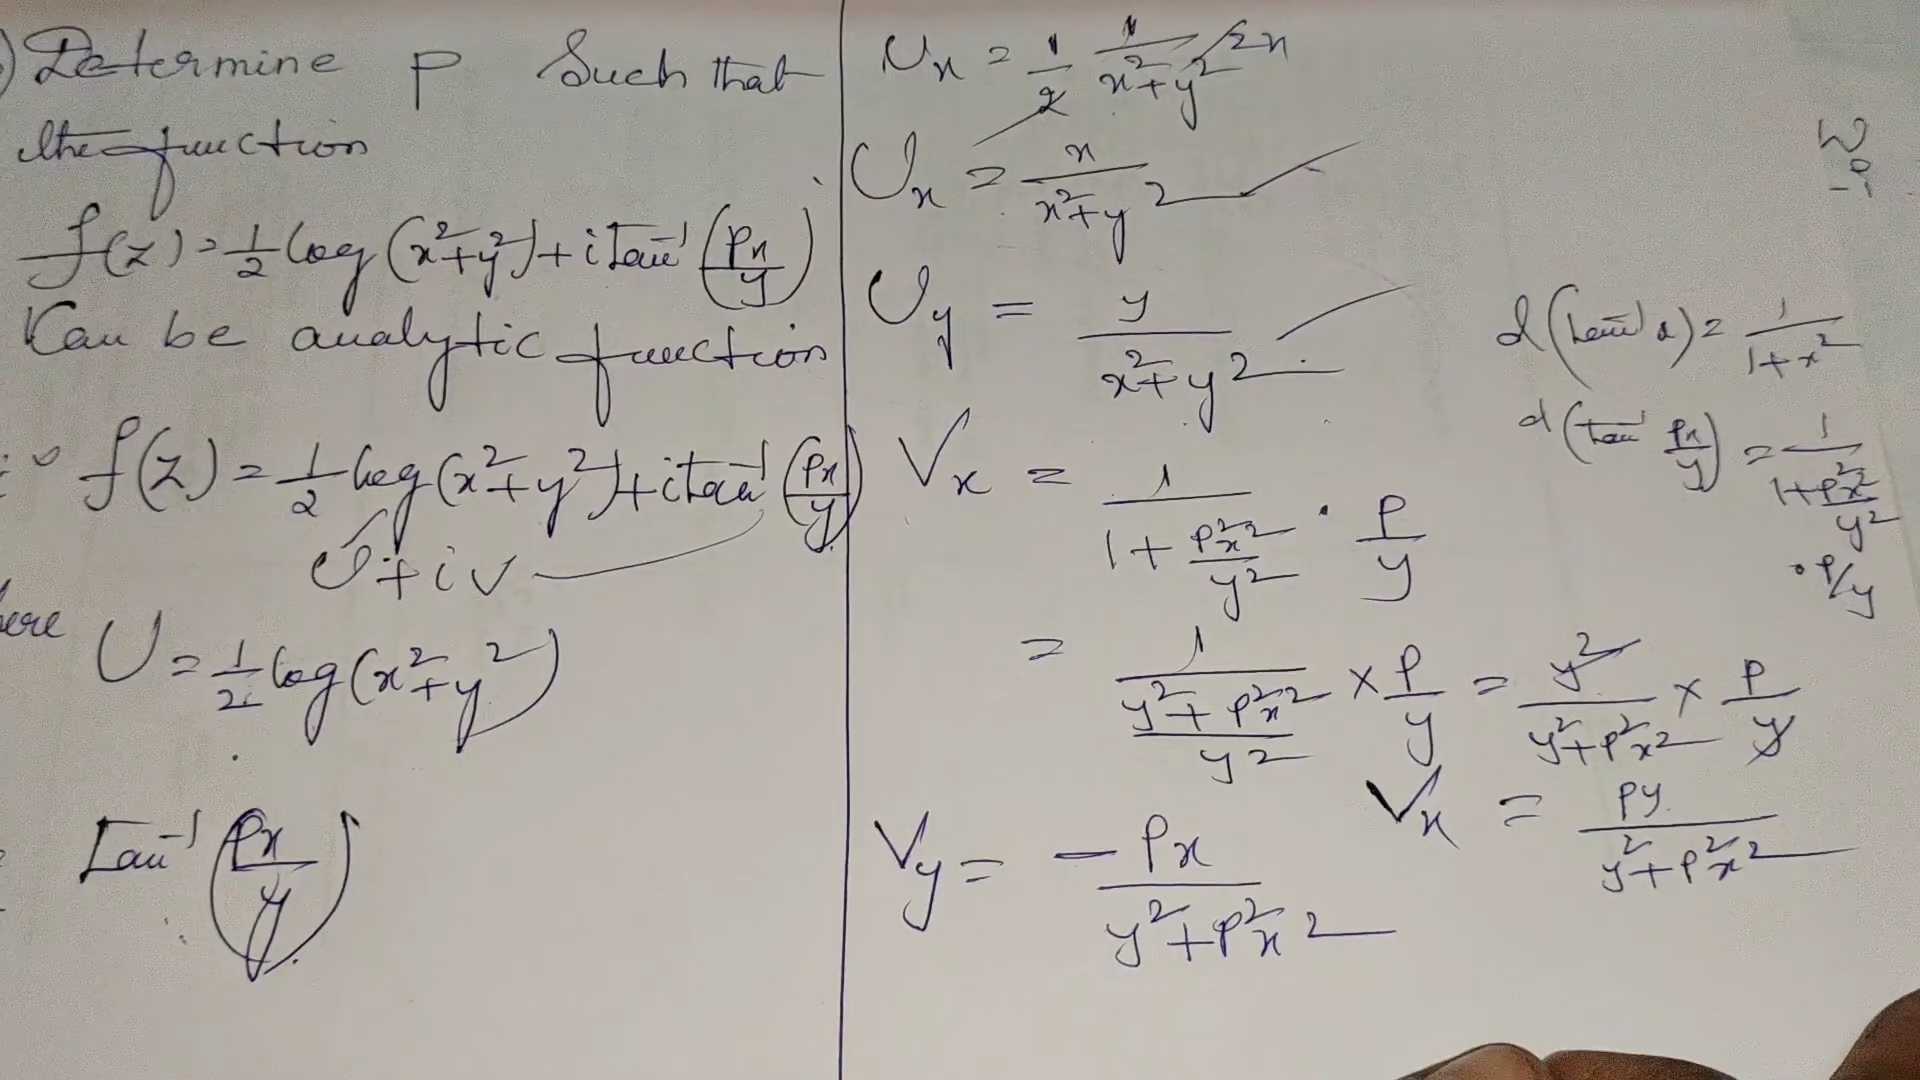 ) Determine P Such that
the function
f(z) = 1/2 log(x²+y²) + i Tan⁻¹(Px/y)
Can be analytic function
f(z) = 1/2 log(x²+y²) + i Tan⁻¹(Px/y)
U + i V
ere U = 1/2 log(x²+y²)
Tan⁻¹(Px/y)
Ux = 1/2 1/(x²+y²) 2x
Ux = x/(x²+y²)
Uy = y/(x²+y²)
Vx = 1/(1+P²x²/y²) · P/y
= 1/((y²+P²x²)/y²) × P/y = y²/(y²+P²x²) × P/y
Vx = Py/(y²+P²x²)
Vy = -Px/(y²+P²x²)
d(tan⁻¹x) = 1/(1+x²)
d(tan⁻¹ Px/y) = 1/(1+P²x²/y²)
· P/y